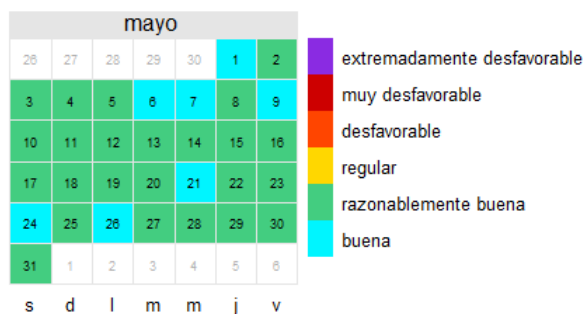 mayo
26 27 28 29 30 1 2
3 4 5 6 7 8 9
10 11 12 13 14 15 16
17 18 19 20 21 22 23
24 25 26 27 28 29 30
31 1 2 3 4 5 6
s d l m m j v
extremadamente desfavorable
muy desfavorable
desfavorable
regular
razonablemente buena
buena